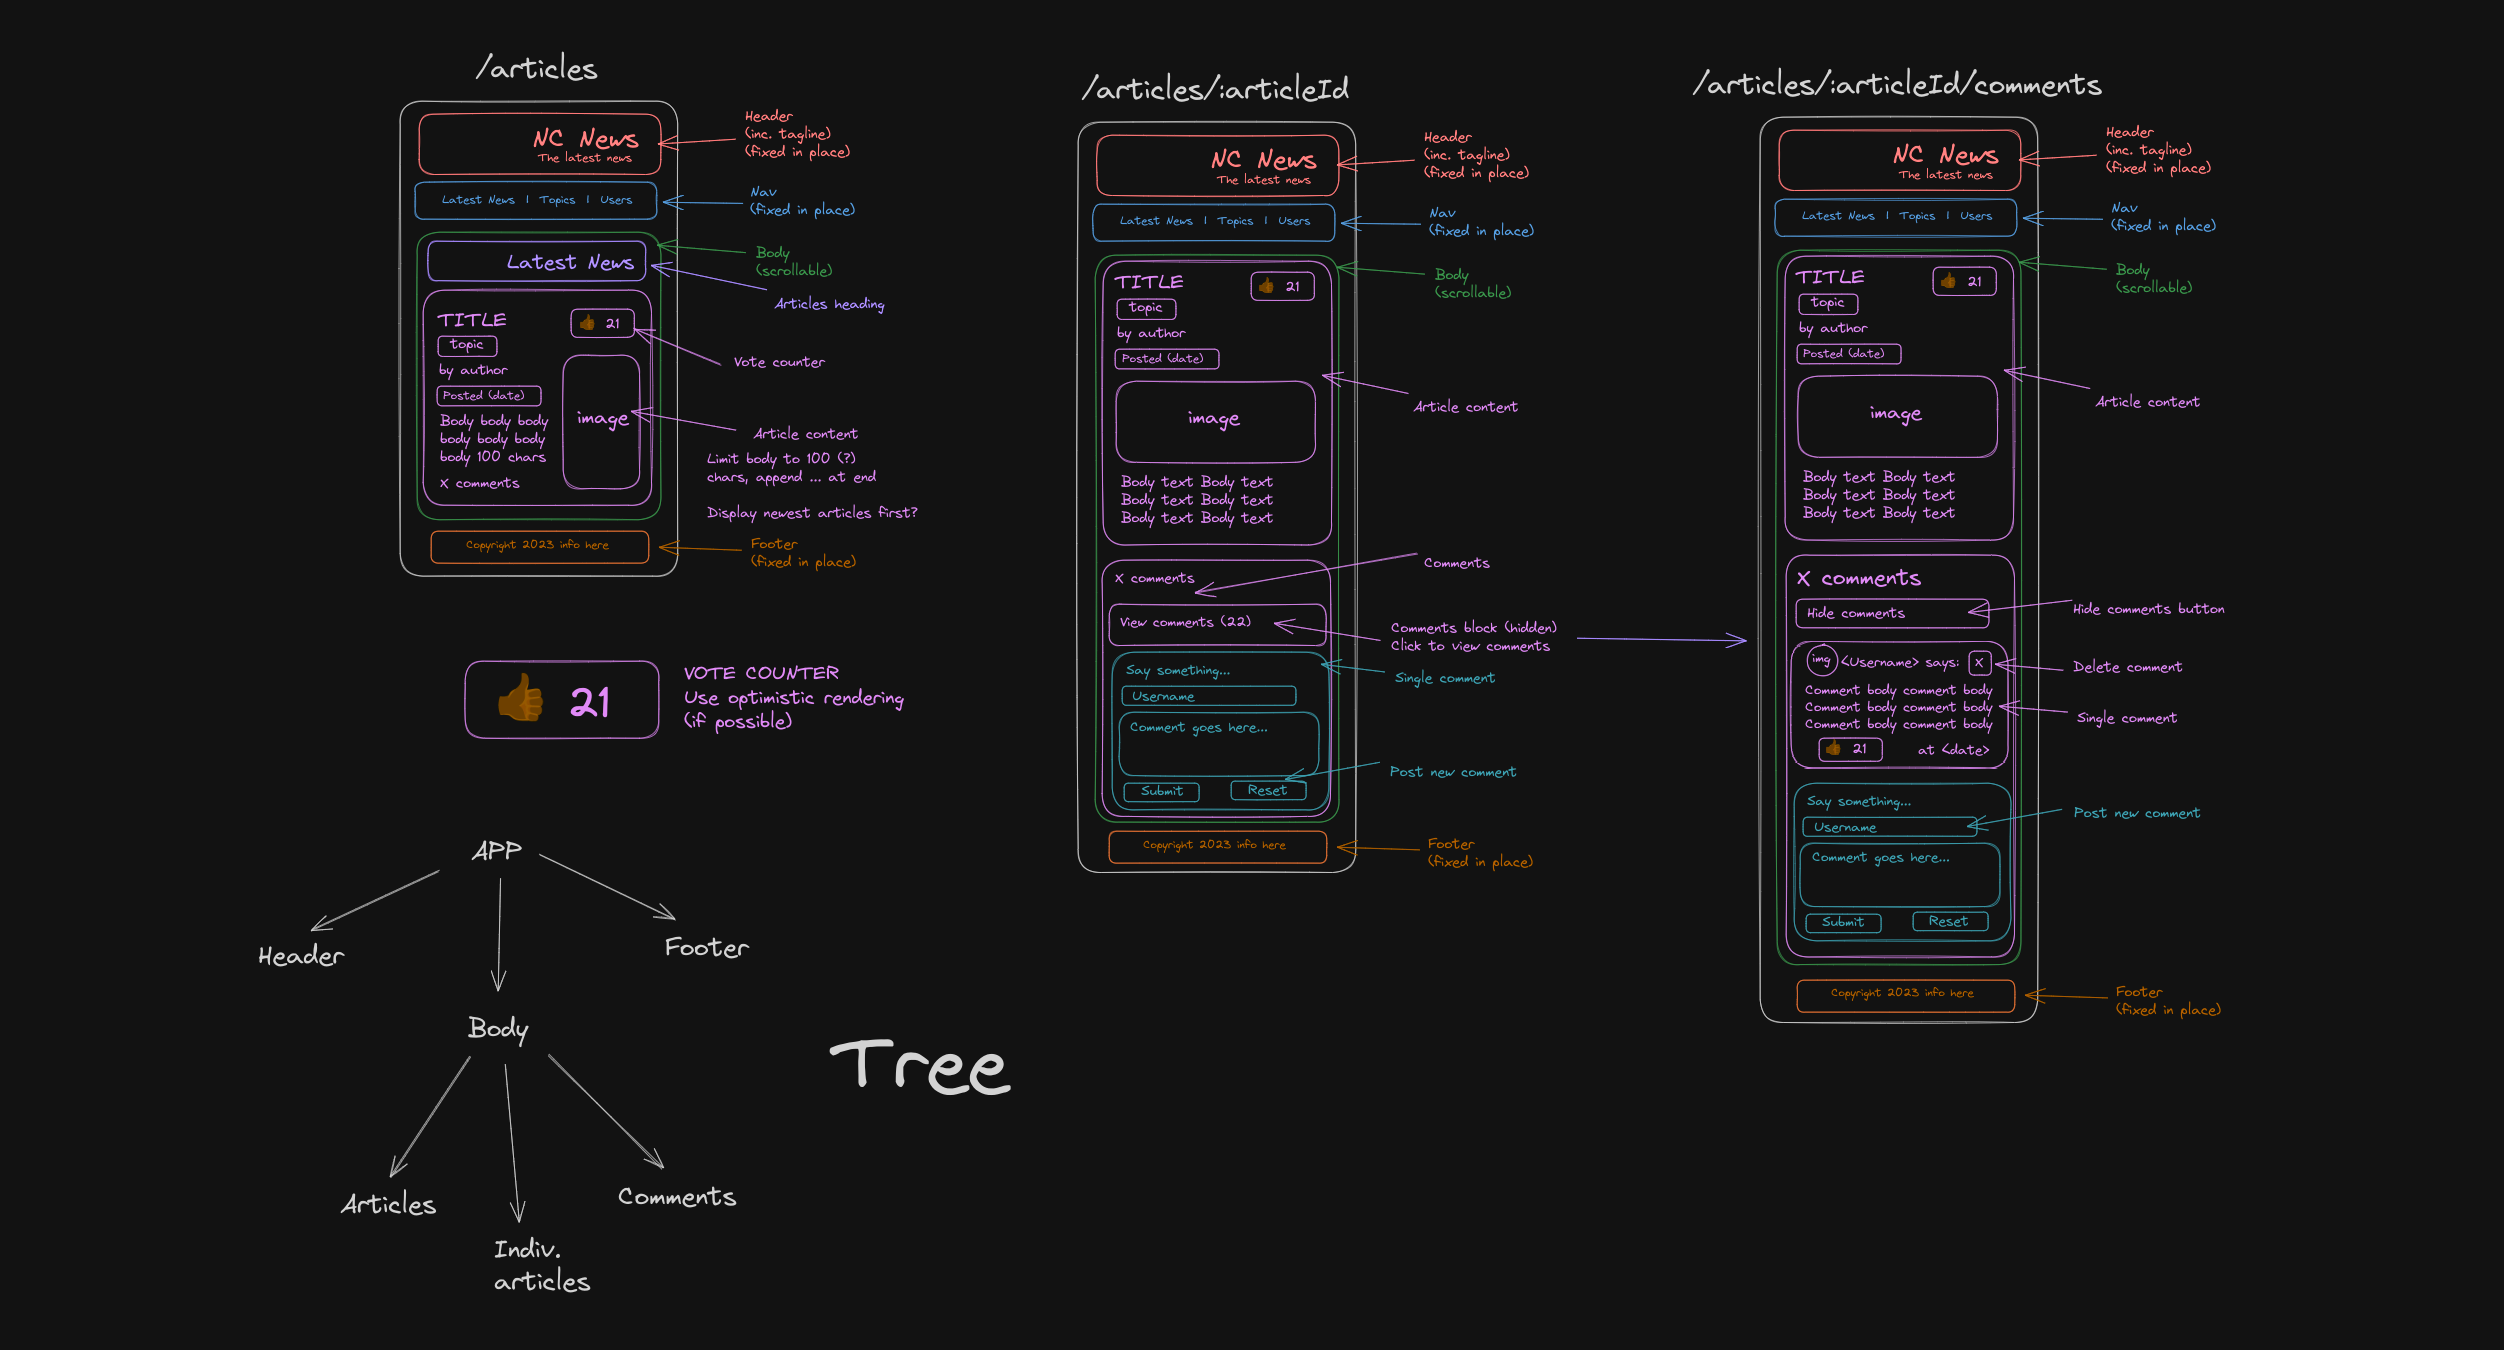 /articles
NC News
The latest news
Header
(inc. tagline)
(fixed in place)
Latest News | Topics | Users
Nav
(fixed in place)
Body
(scrollable)
Latest News
Articles heading
TITLE
21
topic
by author
Posted (date)
Body body body
body body body
body 100 chars
X comments
image
Vote counter
Article content
Limit body to 100 (?)
chars, append ... at end
Display newest articles first?
Copyright 2023 info here
Footer
(fixed in place)
21
VOTE COUNTER
Use optimistic rendering
(if possible)
APP
Header
Footer
Body
Articles
Indiv.
articles
Comments
Tree
/articles/:articleId
NC News
The latest news
Header
(inc. tagline)
(fixed in place)
Latest News | Topics | Users
Nav
(fixed in place)
Body
(scrollable)
TITLE
21
topic
by author
Posted (date)
image
Article content
Body text Body text
Body text Body text
Body text Body text
X comments
Comments
View comments (22)
Comments block (hidden)
Click to view comments
Say something...
Single comment
Username
Comment goes here...
Post new comment
Submit
Reset
Copyright 2023 info here
Footer
(fixed in place)
/articles/:articleId/comments
NC News
The latest news
Header
(inc. tagline)
(fixed in place)
Latest News | Topics | Users
Nav
(fixed in place)
Body
(scrollable)
TITLE
21
topic
by author
Posted (date)
image
Article content
Body text Body text
Body text Body text
Body text Body text
X comments
Hide comments
Hide comments button
img
<Username> says:
X
Delete comment
Comment body comment body
Comment body comment body
Comment body comment body
Single comment
21
at <date>
Say something...
Username
Post new comment
Comment goes here...
Submit
Reset
Copyright 2023 info here
Footer
(fixed in place)